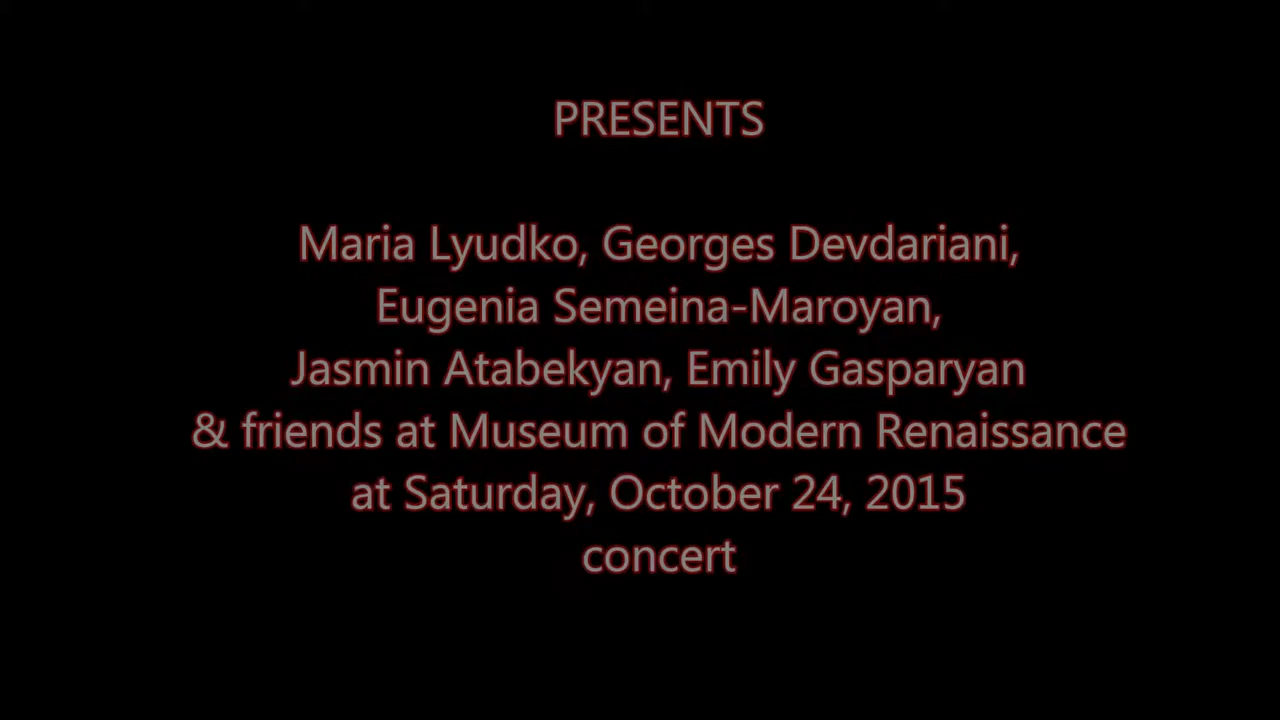 PRESENTS
Maria Lyudko, Georges Devdariani,
Eugenia Semeina-Maroyan,
Jasmin Atabekyan, Emily Gasparyan
& friends at Museum of Modern Renaissance
at Saturday, October 24, 2015
concert